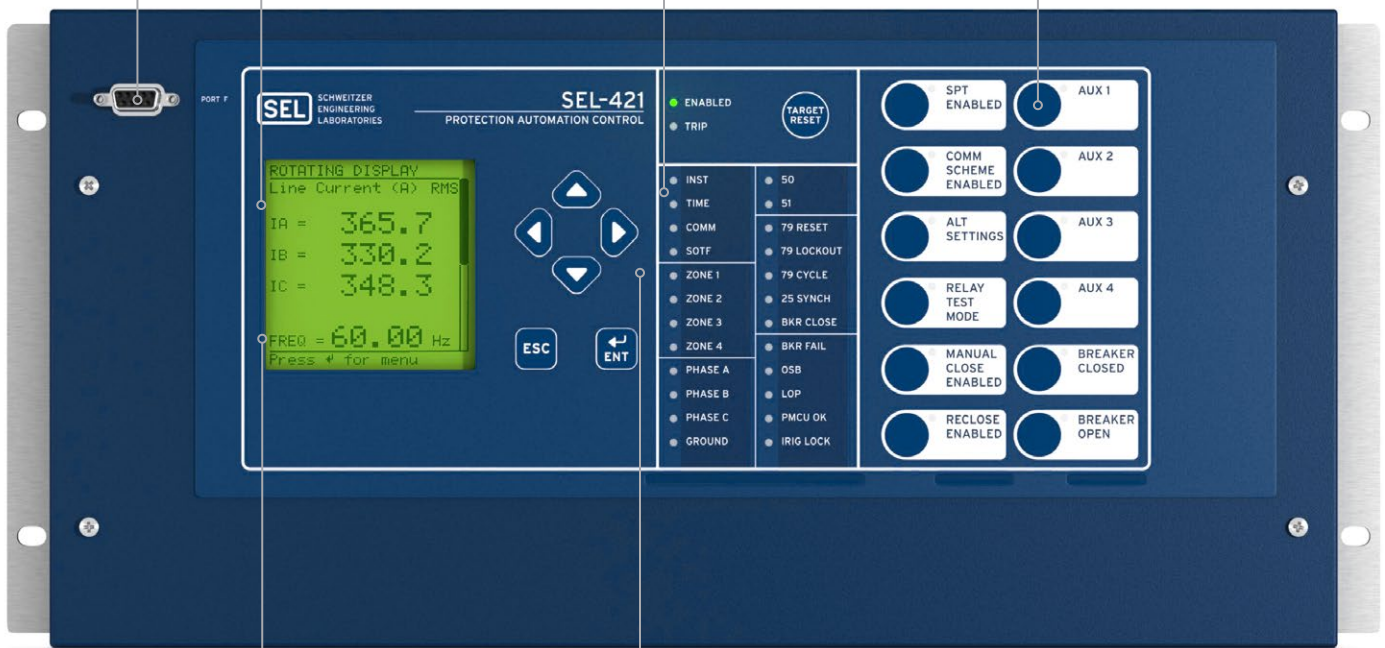 PORT F
SEL
SCHWEITZER
ENGINEERING
LABORATORIES
SEL-421
PROTECTION AUTOMATION CONTROL
ROTATING DISPLAY
Line Current (A) RMS
IA = 365.7
IB = 330.2
IC = 348.3
FREQ = 60.00 Hz
Press ↵ for menu
ESC
↵
ENT
ENABLED
TRIP
TARGET
RESET
INST
TIME
COMM
SOTF
ZONE 1
ZONE 2
ZONE 3
ZONE 4
PHASE A
PHASE B
PHASE C
GROUND
50
51
79 RESET
79 LOCKOUT
79 CYCLE
25 SYNCH
BKR CLOSE
BKR FAIL
OSB
LOP
PMCU OK
IRIG LOCK
SPT
ENABLED
COMM
SCHEME
ENABLED
ALT
SETTINGS
RELAY
TEST
MODE
MANUAL
CLOSE
ENABLED
RECLOSE
ENABLED
AUX 1
AUX 2
AUX 3
AUX 4
BREAKER
CLOSED
BREAKER
OPEN